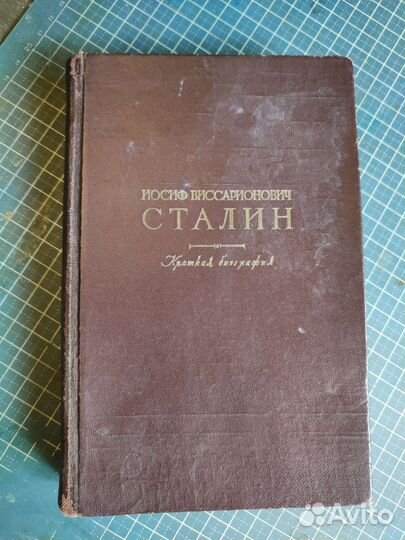 ИОСИФ ВИССАРИОНОВИЧ
СТАЛИН
Краткая биография
Avito